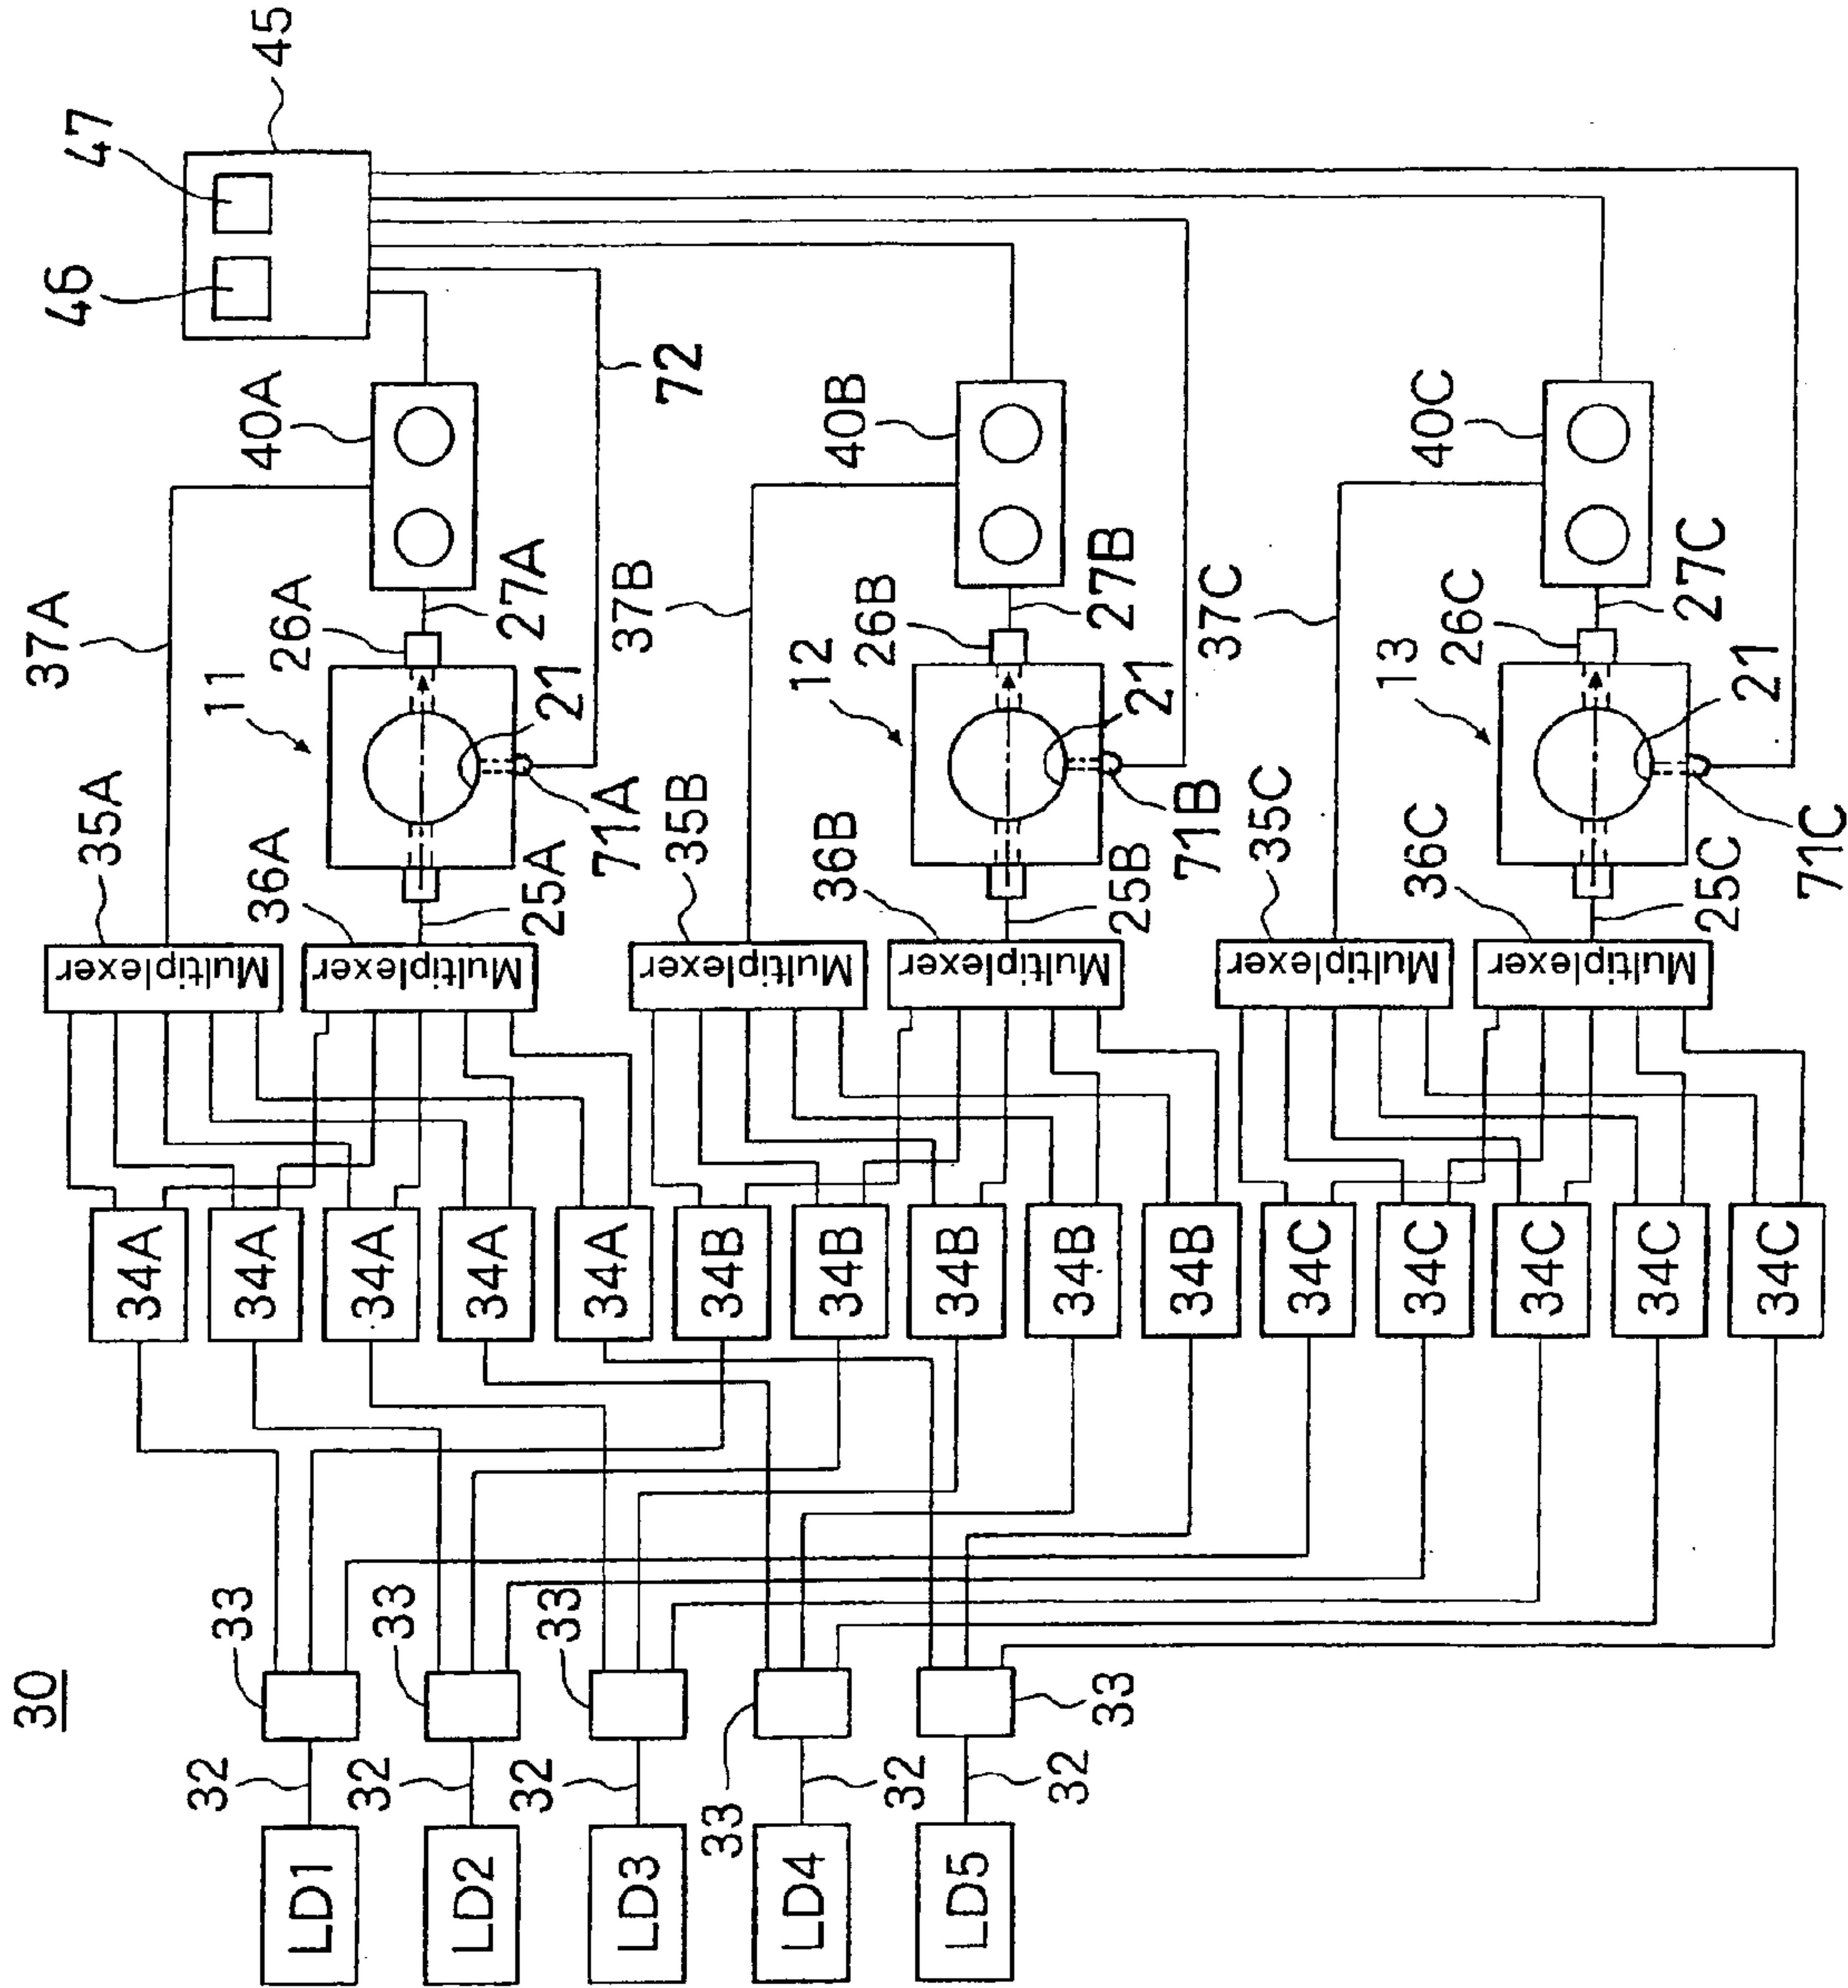 30
LD1
LD2
LD3
LD4
LD5
32
32
32
32
32
33
33
33
33
33
34A
34A
34A
34A
34A
34B
34B
34B
34B
34B
34C
34C
34C
34C
34C
35A
Multiplexer
36A
Multiplexer
35B
Multiplexer
36B
Multiplexer
35C
Multiplexer
36C
Multiplexer
37A
11
26A
25A
71A
21
27A
40A
72
37B
12
26B
25B
71B
21
27B
40B
37C
13
26C
25C
71C
21
27C
40C
46
47
45